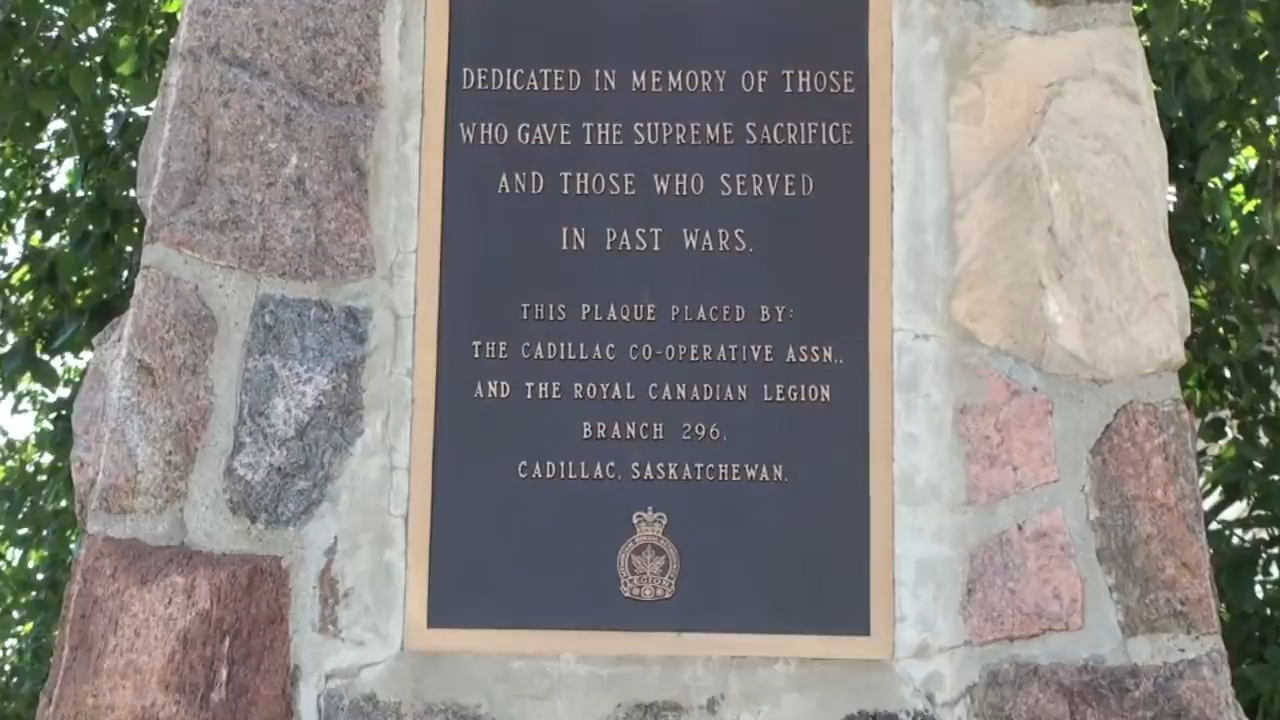 DEDICATED IN MEMORY OF THOSE
WHO GAVE THE SUPREME SACRIFICE
AND THOSE WHO SERVED
IN PAST WARS.
THIS PLAQUE PLACED BY:
THE CADILLAC CO-OPERATIVE ASSN.,
AND THE ROYAL CANADIAN LEGION
BRANCH 296,
CADILLAC, SASKATCHEWAN.
LEGION